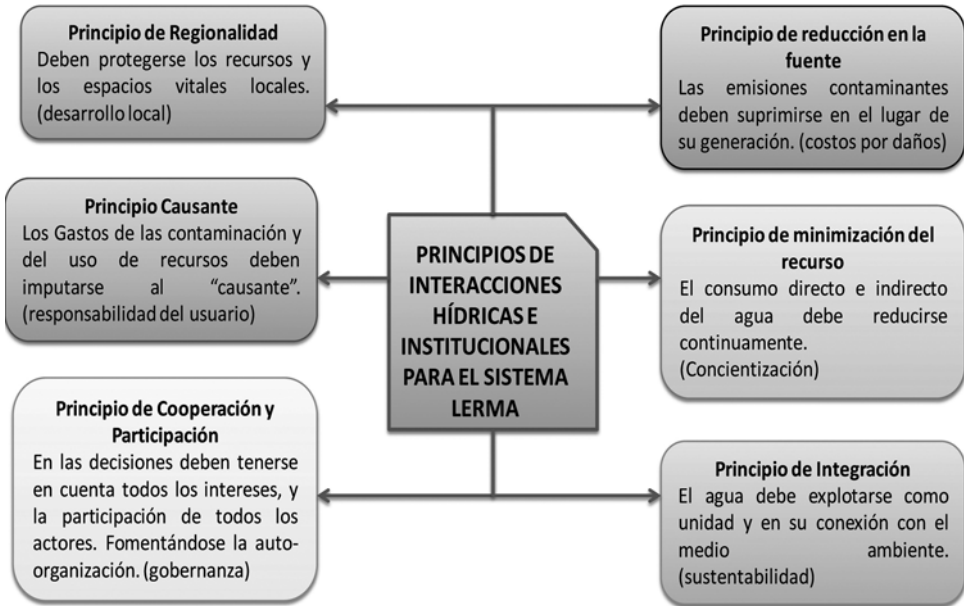 Principio de Regionalidad
Deben protegerse los recursos y
los espacios vitales locales.
(desarrollo local)
Principio de reducción en la
fuente
Las emisiones contaminantes
deben suprimirse en el lugar de
su generación. (costos por daños)
Principio Causante
Los Gastos de las contaminación y
del uso de recursos deben
imputarse al “causante”.
(responsabilidad del usuario)
PRINCIPIOS DE
INTERACCIONES
HÍDRICAS E
INSTITUCIONALES
PARA EL SISTEMA
LERMA
Principio de minimización del
recurso
El consumo directo e indirecto
del agua debe reducirse
continuamente.
(Concientización)
Principio de Cooperación y
Participación
En las decisiones deben tenerse
en cuenta todos los intereses, y
la participación de todos los
actores. Fomentándose la auto-
organización. (gobernanza)
Principio de Integración
El agua debe explotarse como
unidad y en su conexión con el
medio ambiente.
(sustentabilidad)